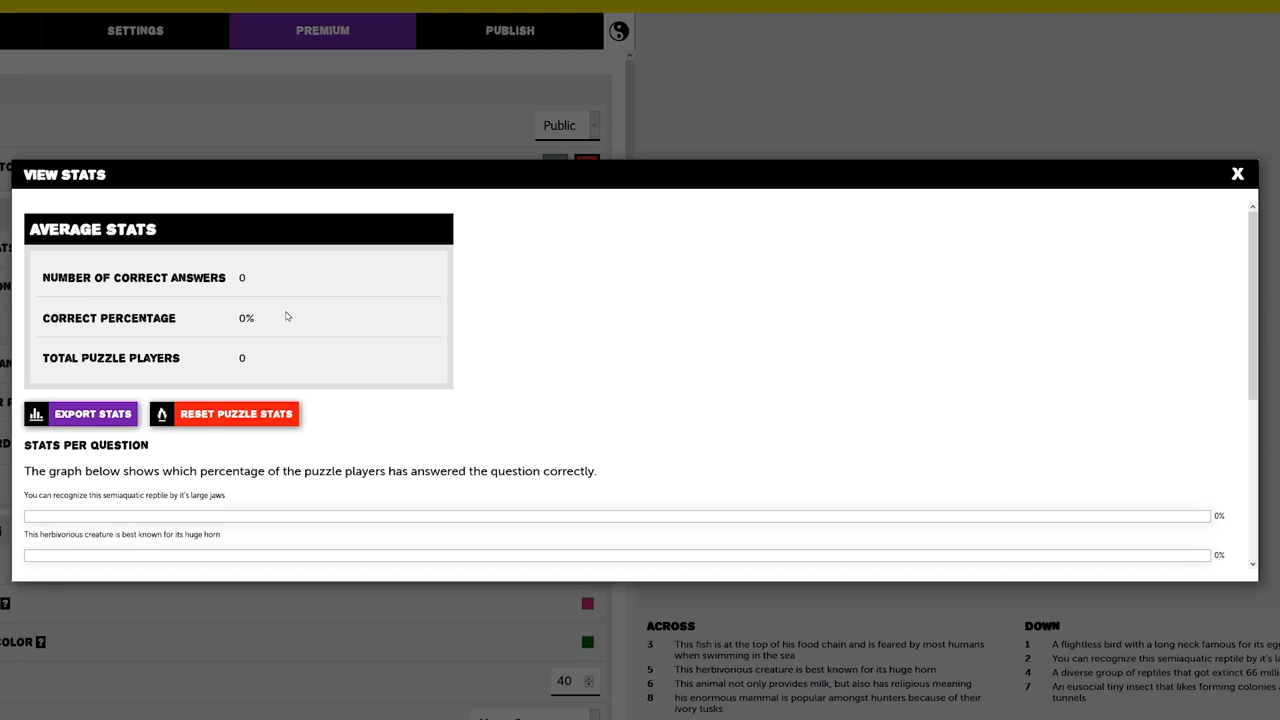 SETTINGS
PREMIUM
PUBLISH
Public
VIEW STATS
X
AVERAGE STATS
NUMBER OF CORRECT ANSWERS 0
CORRECT PERCENTAGE 0%
TOTAL PUZZLE PLAYERS 0
EXPORT STATS
RESET PUZZLE STATS
STATS PER QUESTION
The graph below shows which percentage of the puzzle players has answered the question correctly.
You can recognize this semiaquatic reptile by it's large jaws
0%
This herbivorious creature is best known for its huge horn
0%
?
COLOR ?
40
ACROSS
3 This fish is at the top of his food chain and is feared by most humans
when swimming in the sea
5 This herbivorious creature is best known for its huge horn
6 This animal not only provides milk, but also has religious meaning
8 his enormous mammal is popular amongst hunters because of their
ivory tusks
DOWN
1 A flightless bird with a long neck famous for its eg
2 You can recognize this semiaquatic reptile by it's la
4 A diverse group of reptiles that got extinct 66 milli
7 An eusocial tiny insect that likes forming colonies
tunnels